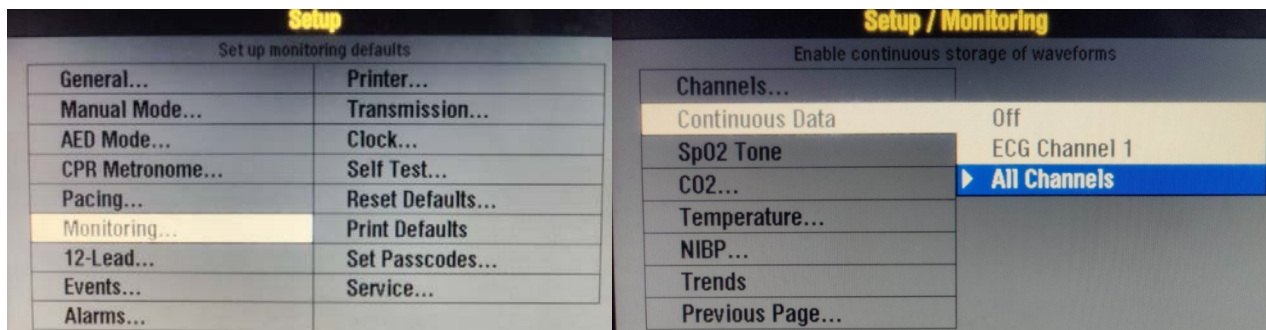 Setup
Set up monitoring defaults
General...
Printer...
Manual Mode...
Transmission...
AED Mode...
Clock...
CPR Metronome...
Self Test...
Pacing...
Reset Defaults...
Monitoring...
Print Defaults
12-Lead...
Set Passcodes...
Events...
Service...
Alarms...
Setup / Monitoring
Enable continuous storage of waveforms
Channels...
Continuous Data
Off
SpO2 Tone
ECG Channel 1
CO2...
All Channels
Temperature...
NIBP...
Trends
Previous Page...